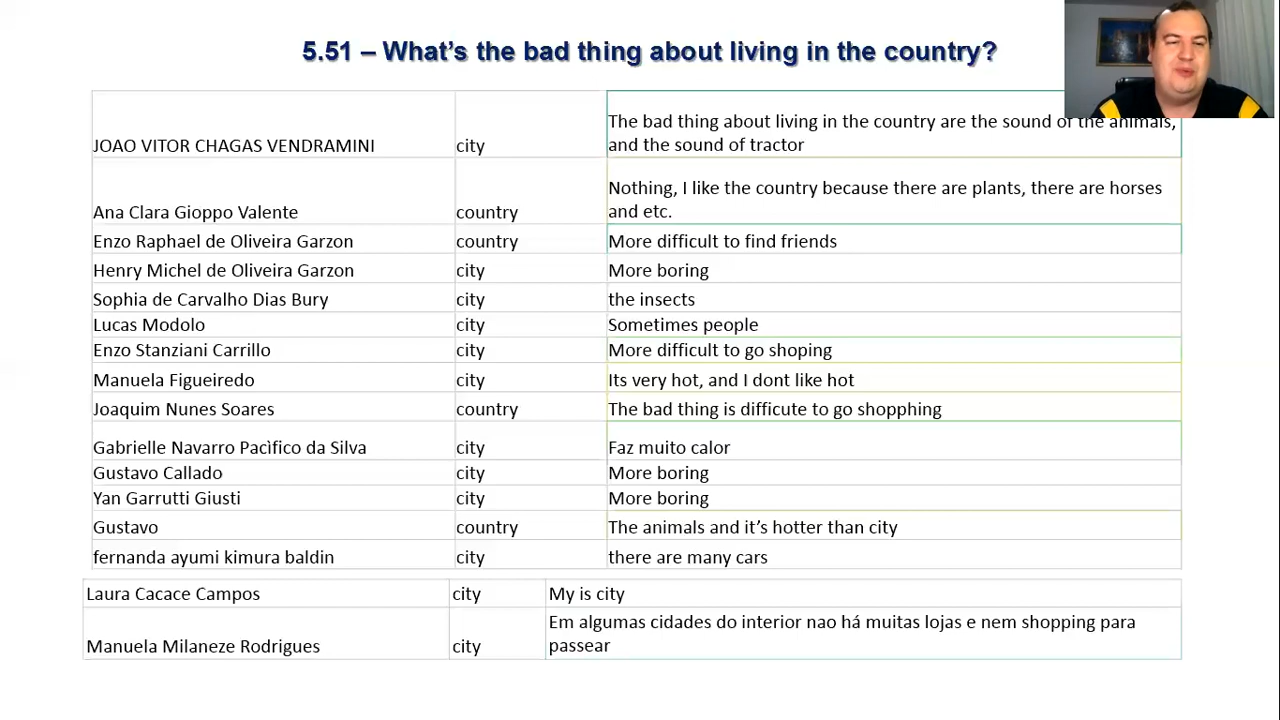 5.51 – What's the bad thing about living in the country?
JOAO VITOR CHAGAS VENDRAMINI city The bad thing about living in the country are the sound of the animals,
and the sound of tractor
Ana Clara Gioppo Valente country Nothing, I like the country because there are plants, there are horses
and etc.
Enzo Raphael de Oliveira Garzon country More difficult to find friends
Henry Michel de Oliveira Garzon city More boring
Sophia de Carvalho Dias Bury city the insects
Lucas Modolo city Sometimes people
Enzo Stanziani Carrillo city More difficult to go shoping
Manuela Figueiredo city Its very hot, and I dont like hot
Joaquim Nunes Soares country The bad thing is difficute to go shopphing
Gabrielle Navarro Pacìfico da Silva city Faz muito calor
Gustavo Callado city More boring
Yan Garrutti Giusti city More boring
Gustavo country The animals and it’s hotter than city
fernanda ayumi kimura baldin city there are many cars
Laura Cacace Campos city My is city
Manuela Milaneze Rodrigues city Em algumas cidades do interior nao há muitas lojas e nem shopping para
passear